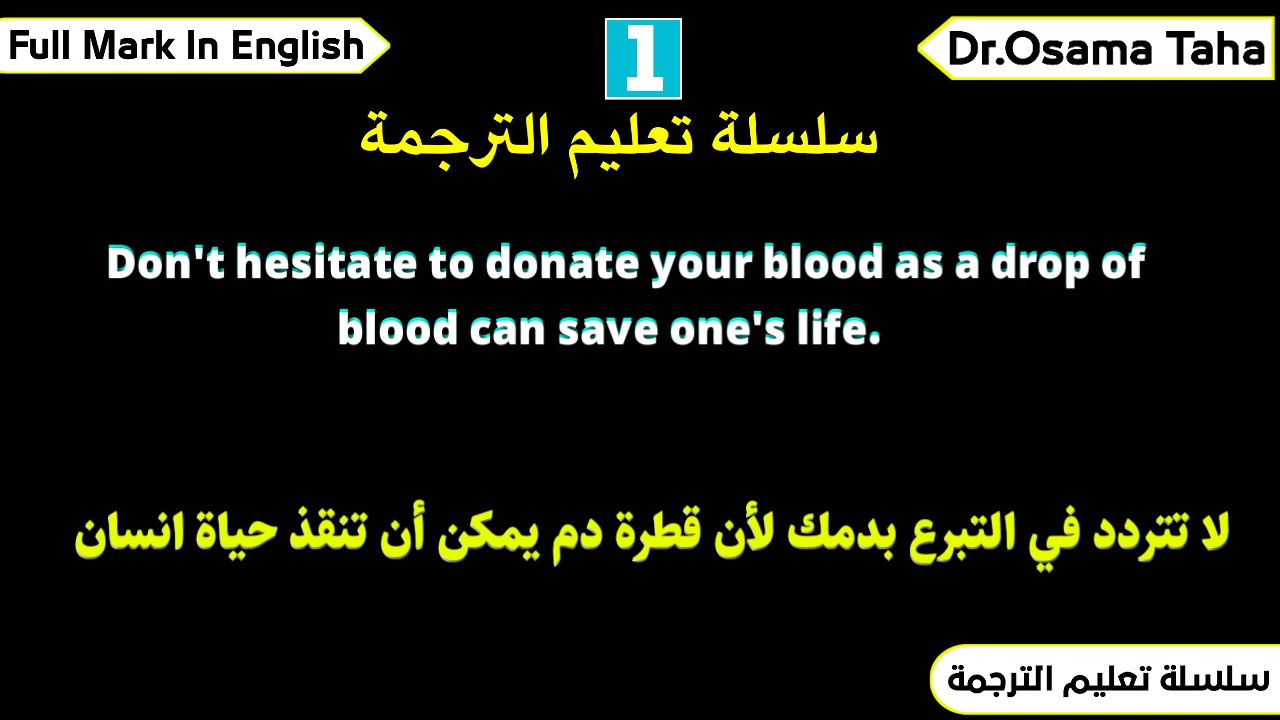 Full Mark In English
1
Dr.Osama Taha
سلسلة تعليم الترجمة
Don't hesitate to donate your blood as a drop of
blood can save one's life.
لا تتردد في التبرع بدمك لأن قطرة دم يمكن أن تنقذ حياة انسان
سلسلة تعليم الترجمة